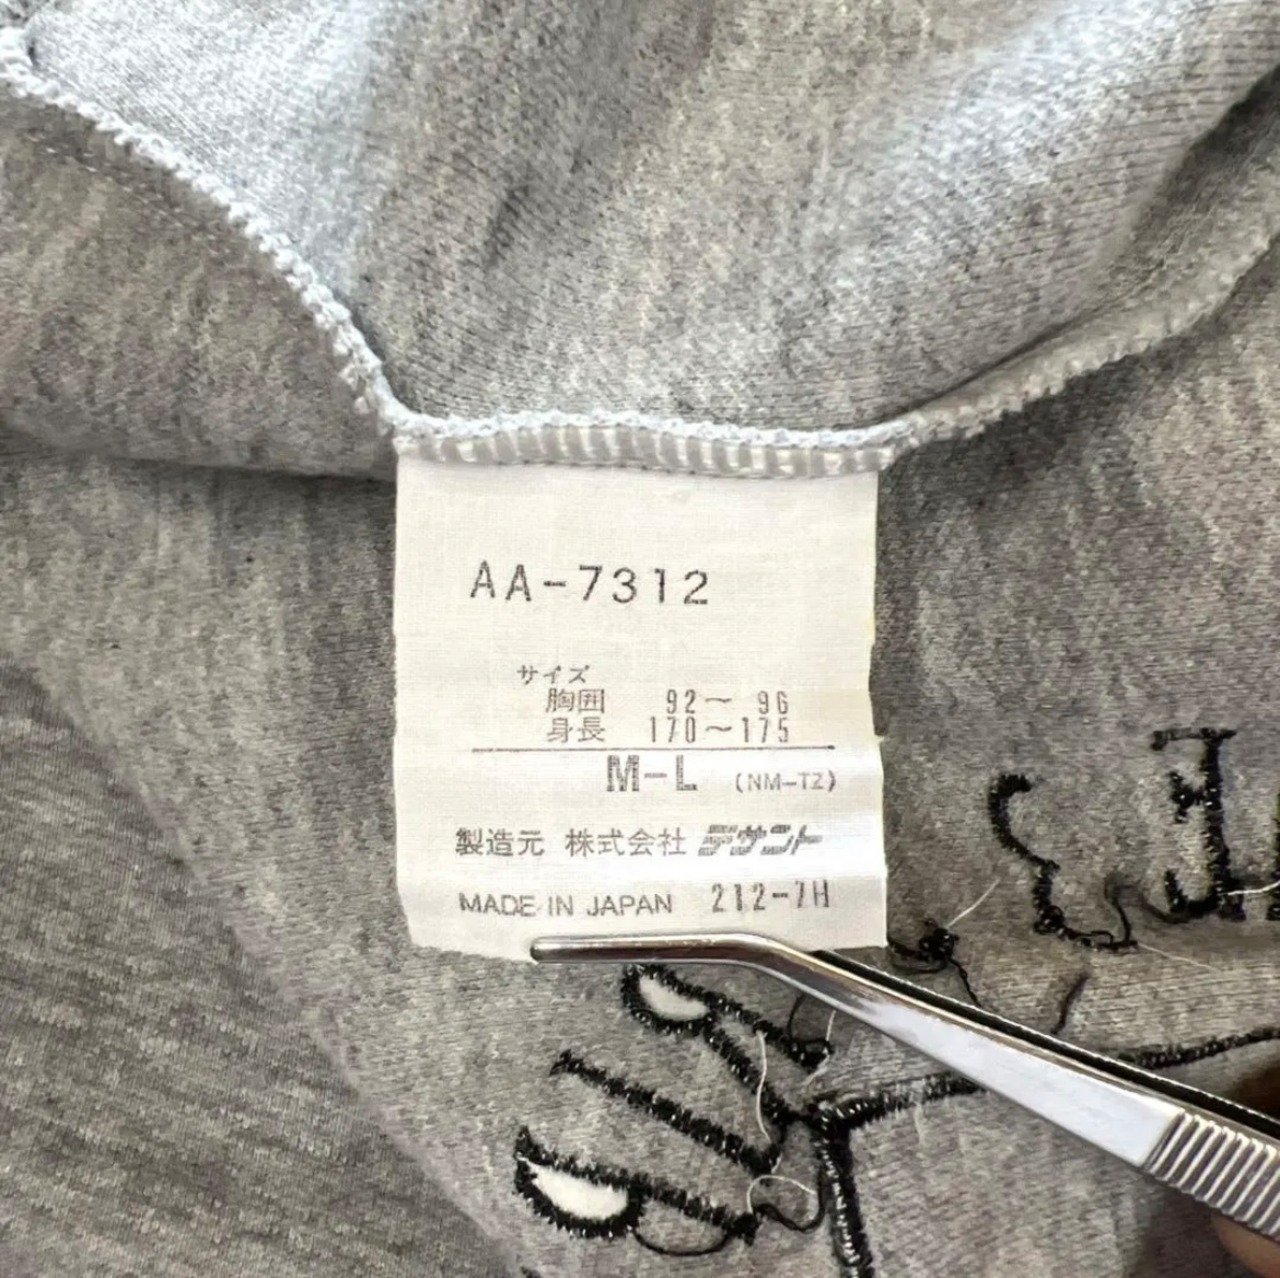 AA-7312
サイズ
胸囲 92～ 96
身長 170～175
M-L (NM-TZ)
製造元 株式会社 デサント
MADE IN JAPAN 212-7H